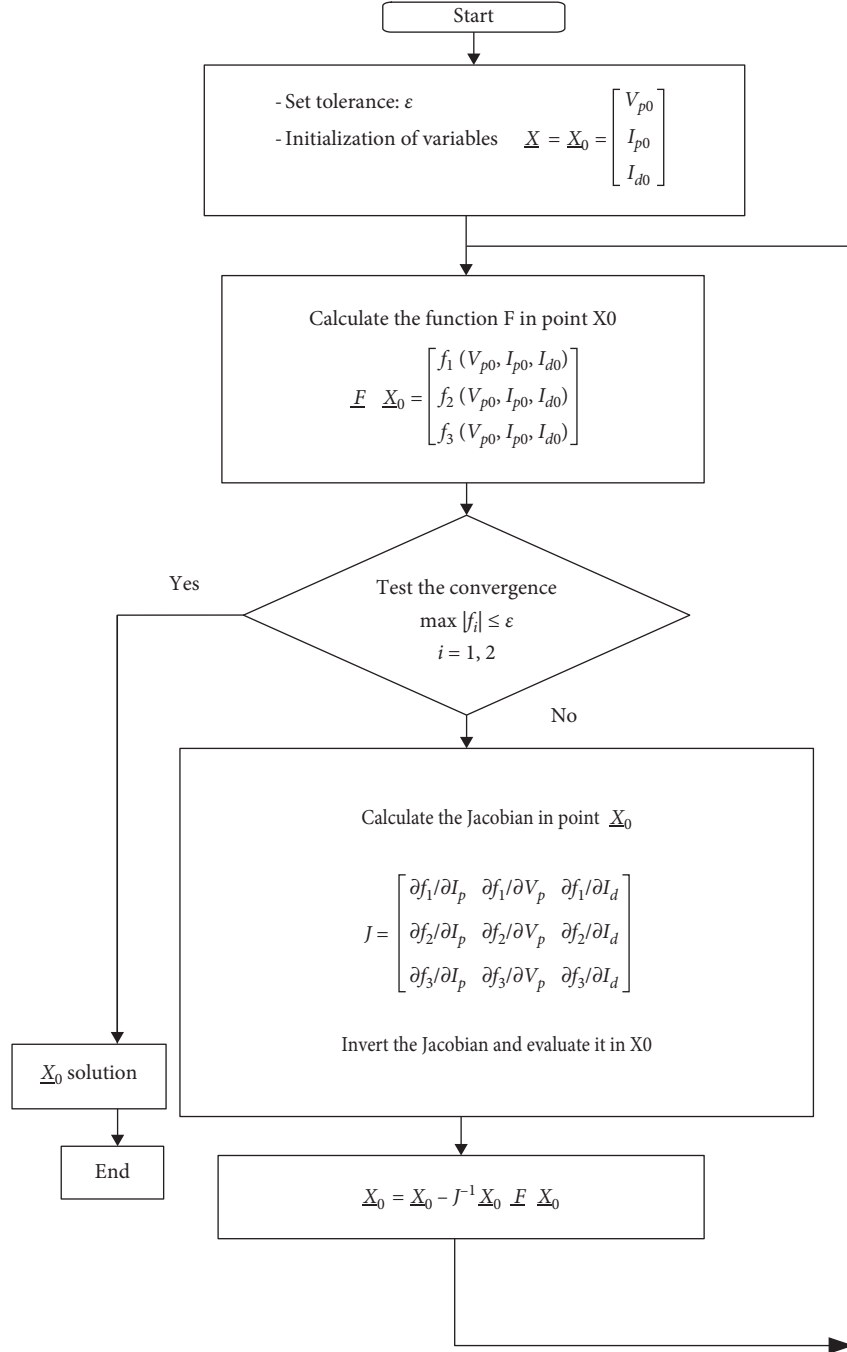 Start
- Set tolerance: ε
- Initialization of variables X = X0 = [Vp0
Ip0
Id0]
Calculate the function F in point X0
F X0 = [f1 (Vp0, Ip0, Id0)
f2 (Vp0, Ip0, Id0)
f3 (Vp0, Ip0, Id0)]
Yes
Test the convergence
max |fi| ≤ ε
i = 1, 2
No
Calculate the Jacobian in point X0
J = [∂f1/∂Ip ∂f1/∂Vp ∂f1/∂Id
∂f2/∂Ip ∂f2/∂Vp ∂f2/∂Id
∂f3/∂Ip ∂f3/∂Vp ∂f3/∂Id]
Invert the Jacobian and evaluate it in X0
X0 solution
End
X0 = X0 – J–1 X0 F X0